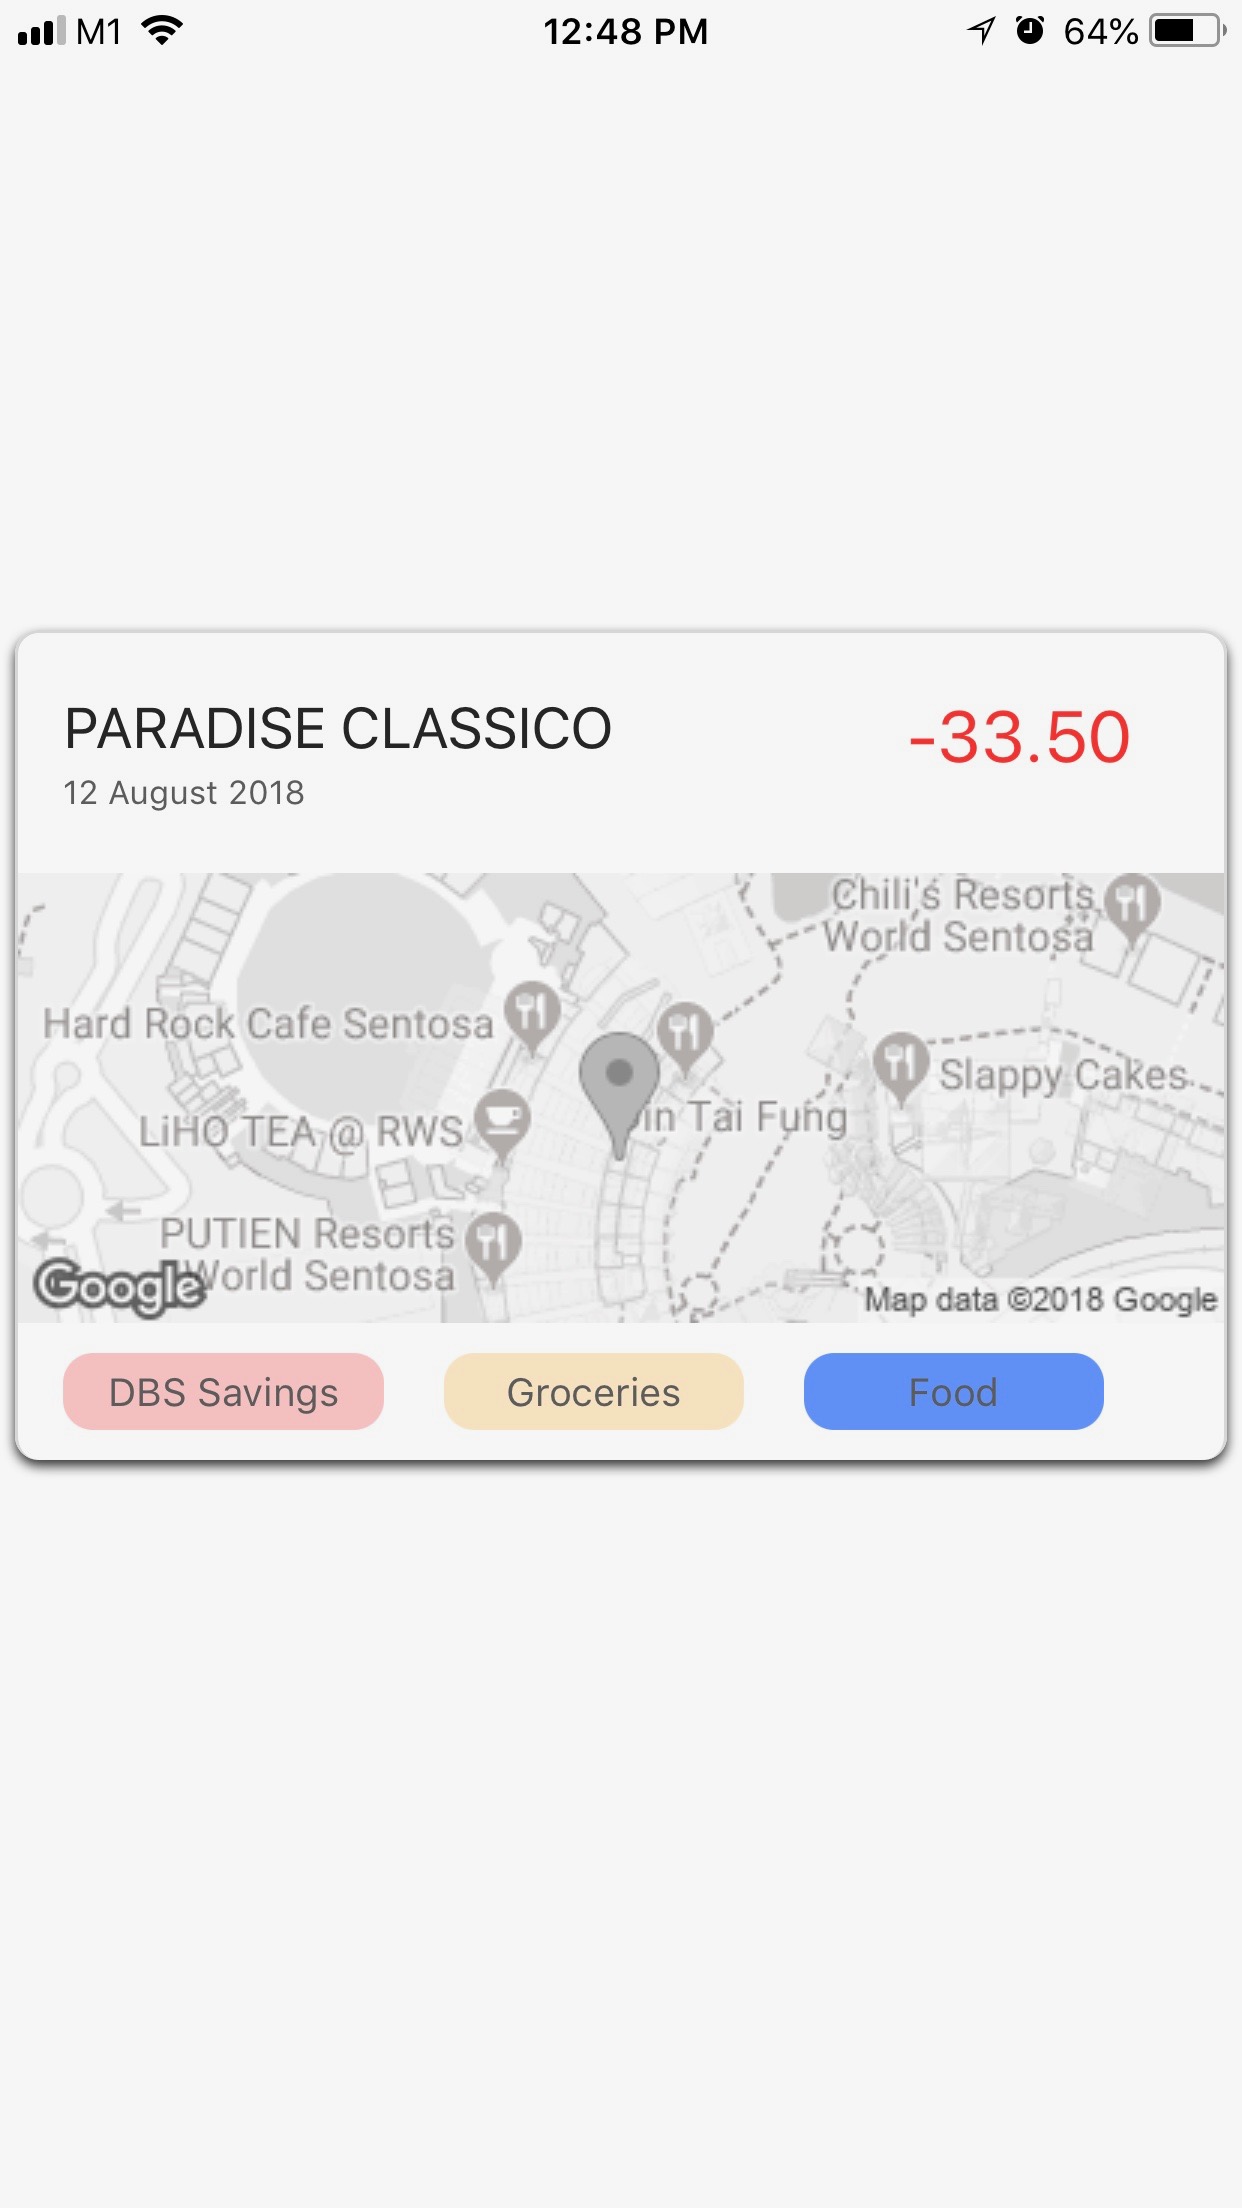 M1
12:48 PM
64%
PARADISE CLASSICO
-33.50
12 August 2018
Chili's Resorts
World Sentosa
Hard Rock Cafe Sentosa
Slappy Cakes
in Tai Fung
LiHO TEA @ RWS
PUTIEN Resorts
World Sentosa
Google
Map data ©2018 Google
DBS Savings
Groceries
Food